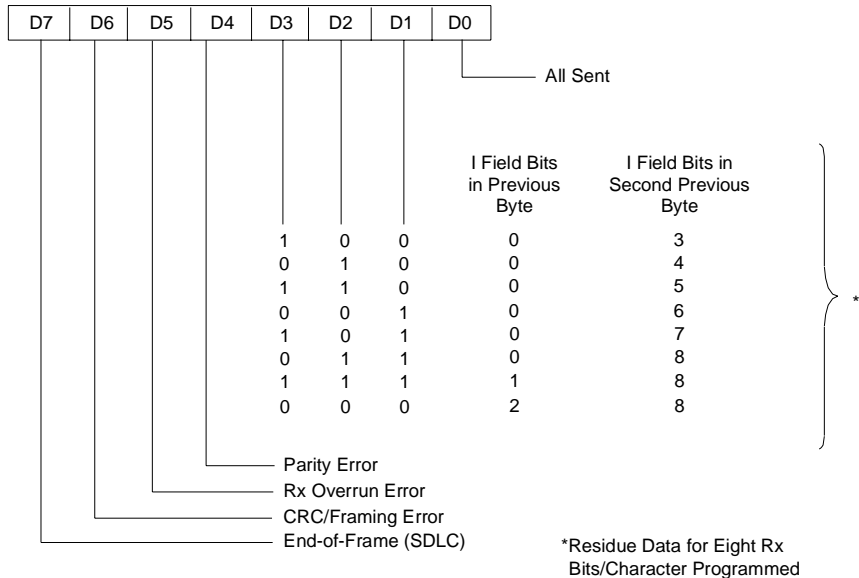 D7 D6 D5 D4 D3 D2 D1 D0
All Sent
I Field Bits
in Previous
Byte
I Field Bits in
Second Previous
Byte
1 0 0 0 3
0 1 0 0 4
1 1 0 0 5
0 0 1 0 6
1 0 1 0 7
0 1 1 0 8
1 1 1 1 8
0 0 0 2 8
*
Parity Error
Rx Overrun Error
CRC/Framing Error
End-of-Frame (SDLC)
*Residue Data for Eight Rx
Bits/Character Programmed